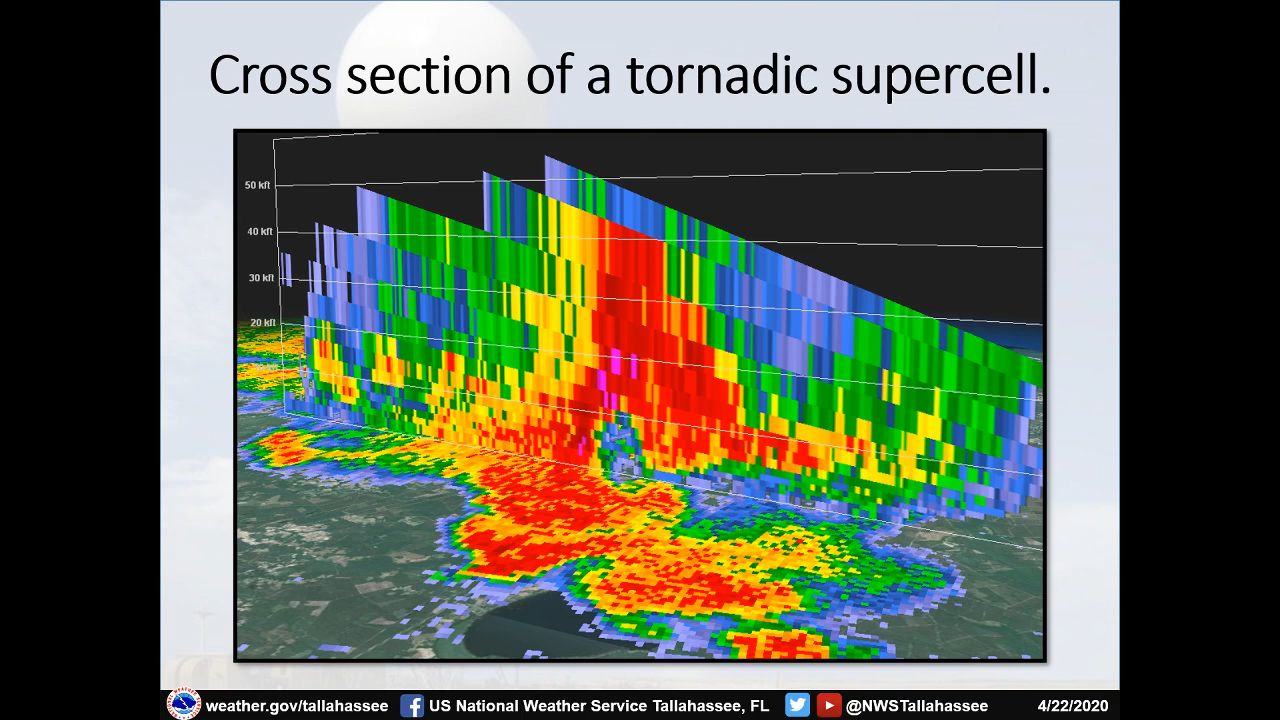 Cross section of a tornadic supercell.
50 kft
40 kft
30 kft
20 kft
weather.gov/tallahassee US National Weather Service Tallahassee, FL @NWSTallahassee 4/22/2020